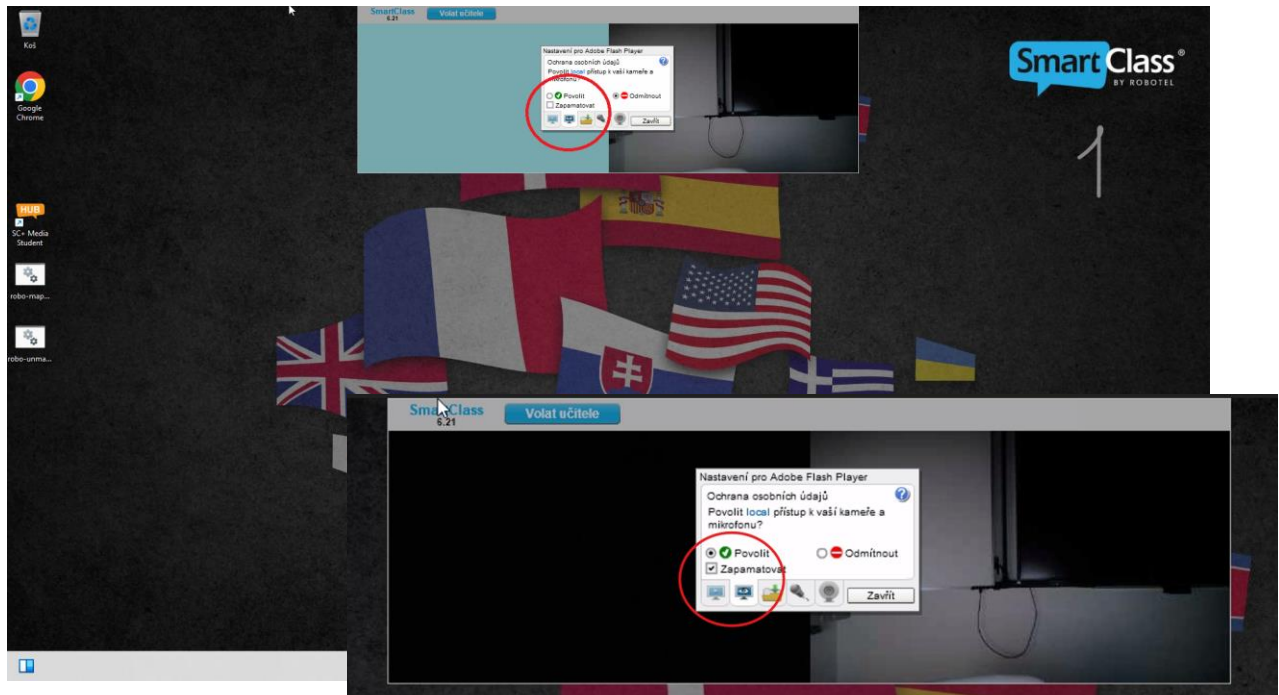 Koš
Google
Chrome
HUB
SC+ Media
Student
robo-map...
robo-unma...
SmartClass
6.21
Volat učitele
Nastavení pro Adobe Flash Player
Ochrana osobních údajů
Povolit local přístup k vaší kameře a
mikrofonu?
Povolit
Odmítnout
Zapamatovat
Zavřít
SmartClass®
BY ROBOTEL
1
SmartClass
6.21
Volat učitele
Nastavení pro Adobe Flash Player
Ochrana osobních údajů
Povolit local přístup k vaší kameře a
mikrofonu?
Povolit
Odmítnout
Zapamatovat
Zavřít